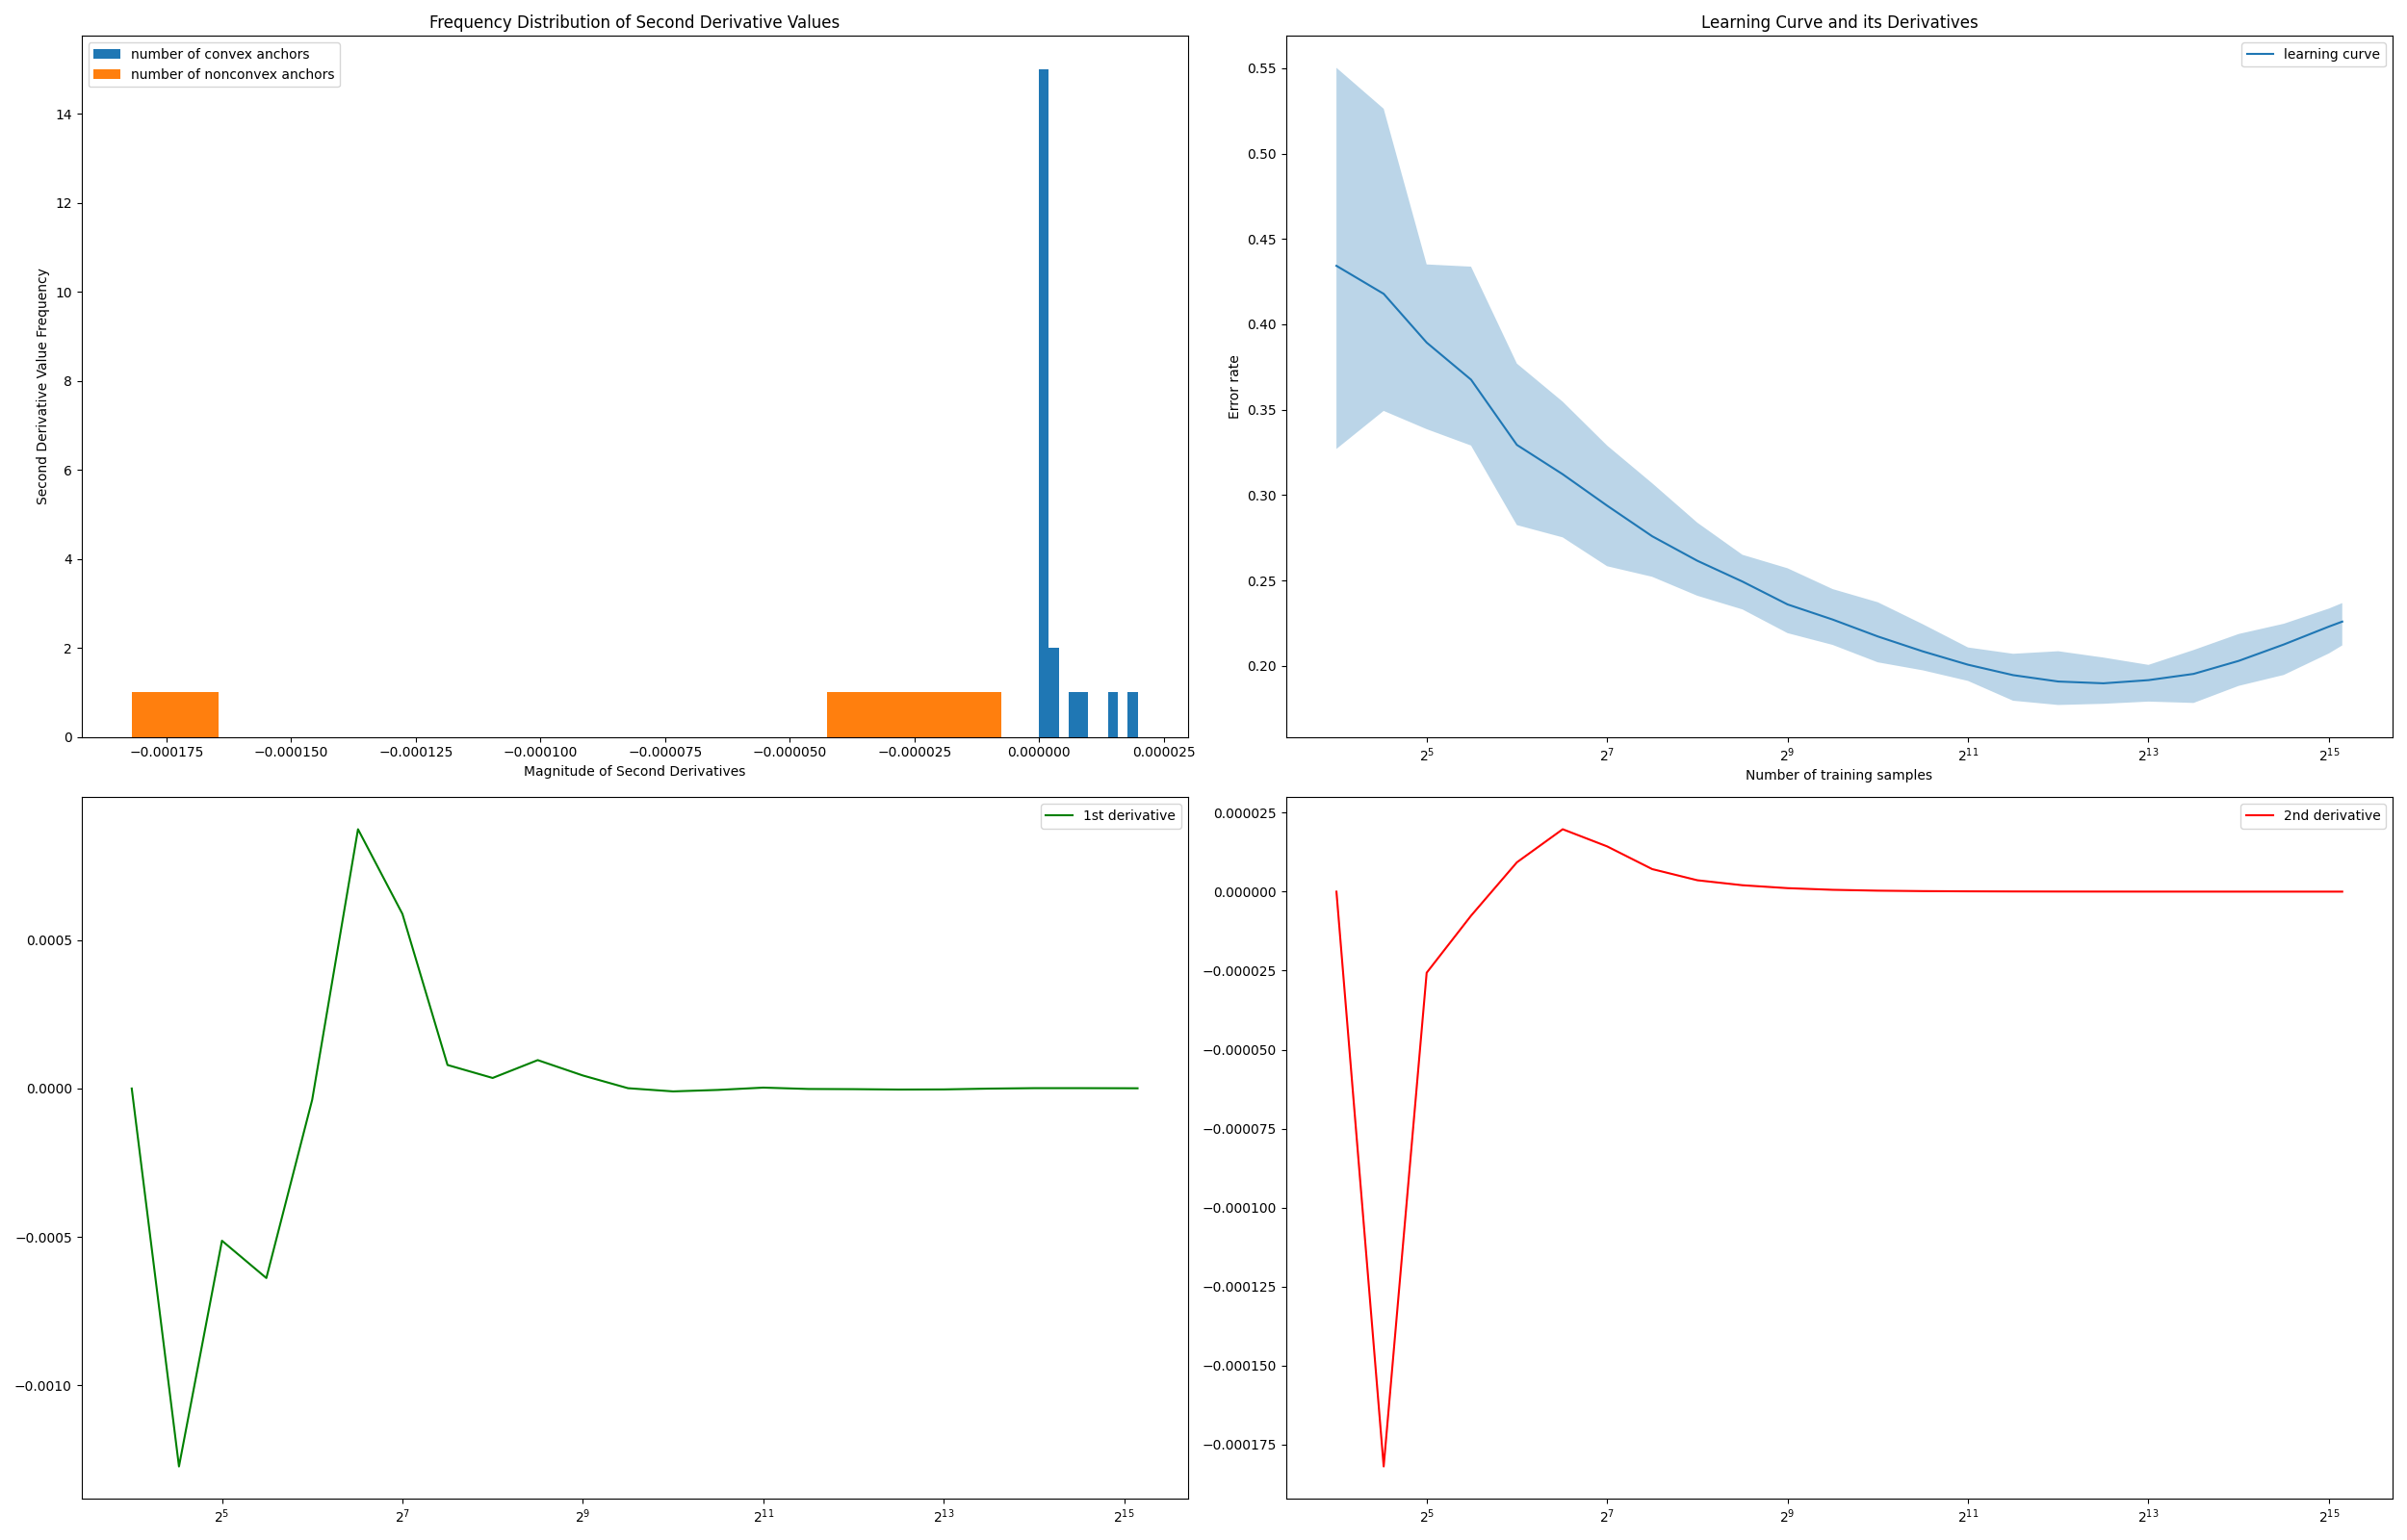 Frequency Distribution of Second Derivative Values
number of convex anchors
number of nonconvex anchors
14
12
10
8
6
4
2
0
Second Derivative Value Frequency
−0.000175 −0.000150 −0.000125 −0.000100 −0.000075 −0.000050 −0.000025 0.000000 0.000025
Magnitude of Second Derivatives
Learning Curve and its Derivatives
learning curve
0.55
0.50
0.45
0.40
0.35
0.30
0.25
0.20
Error rate
2⁵ 2⁷ 2⁹ 2¹¹ 2¹³ 2¹⁵
Number of training samples
1st derivative
0.0005
0.0000
−0.0005
−0.0010
2⁵ 2⁷ 2⁹ 2¹¹ 2¹³ 2¹⁵
2nd derivative
0.000025
0.000000
−0.000025
−0.000050
−0.000075
−0.000100
−0.000125
−0.000150
−0.000175
2⁵ 2⁷ 2⁹ 2¹¹ 2¹³ 2¹⁵